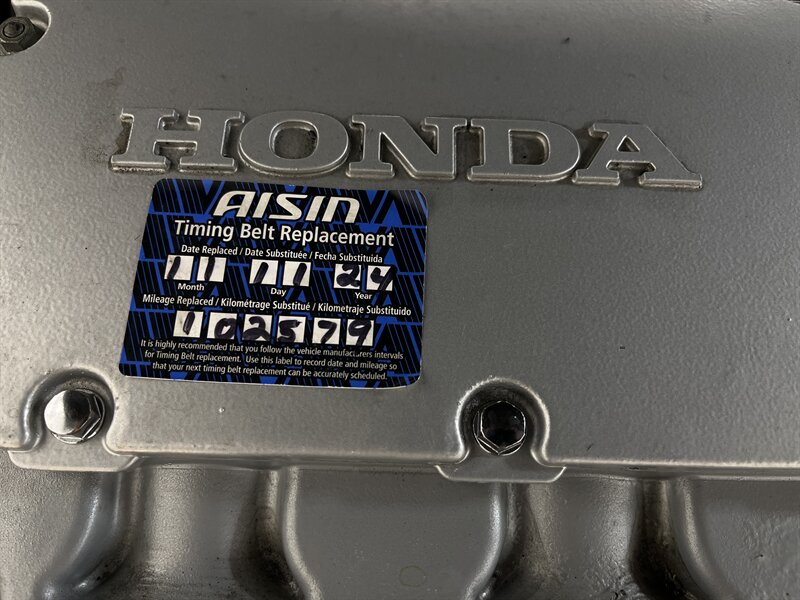 HONDA
AISIN
Timing Belt Replacement
Date Replaced / Date Substituée / Fecha Substituida
11 11 24
Month Day Year
Mileage Replaced / Kilométrage Substitué / Kilometraje Substituido
102579
It is highly recommended that you follow the vehicle manufacturers intervals
for Timing Belt replacement. Use this label to record date and mileage so
that your next timing belt replacement can be accurately scheduled.